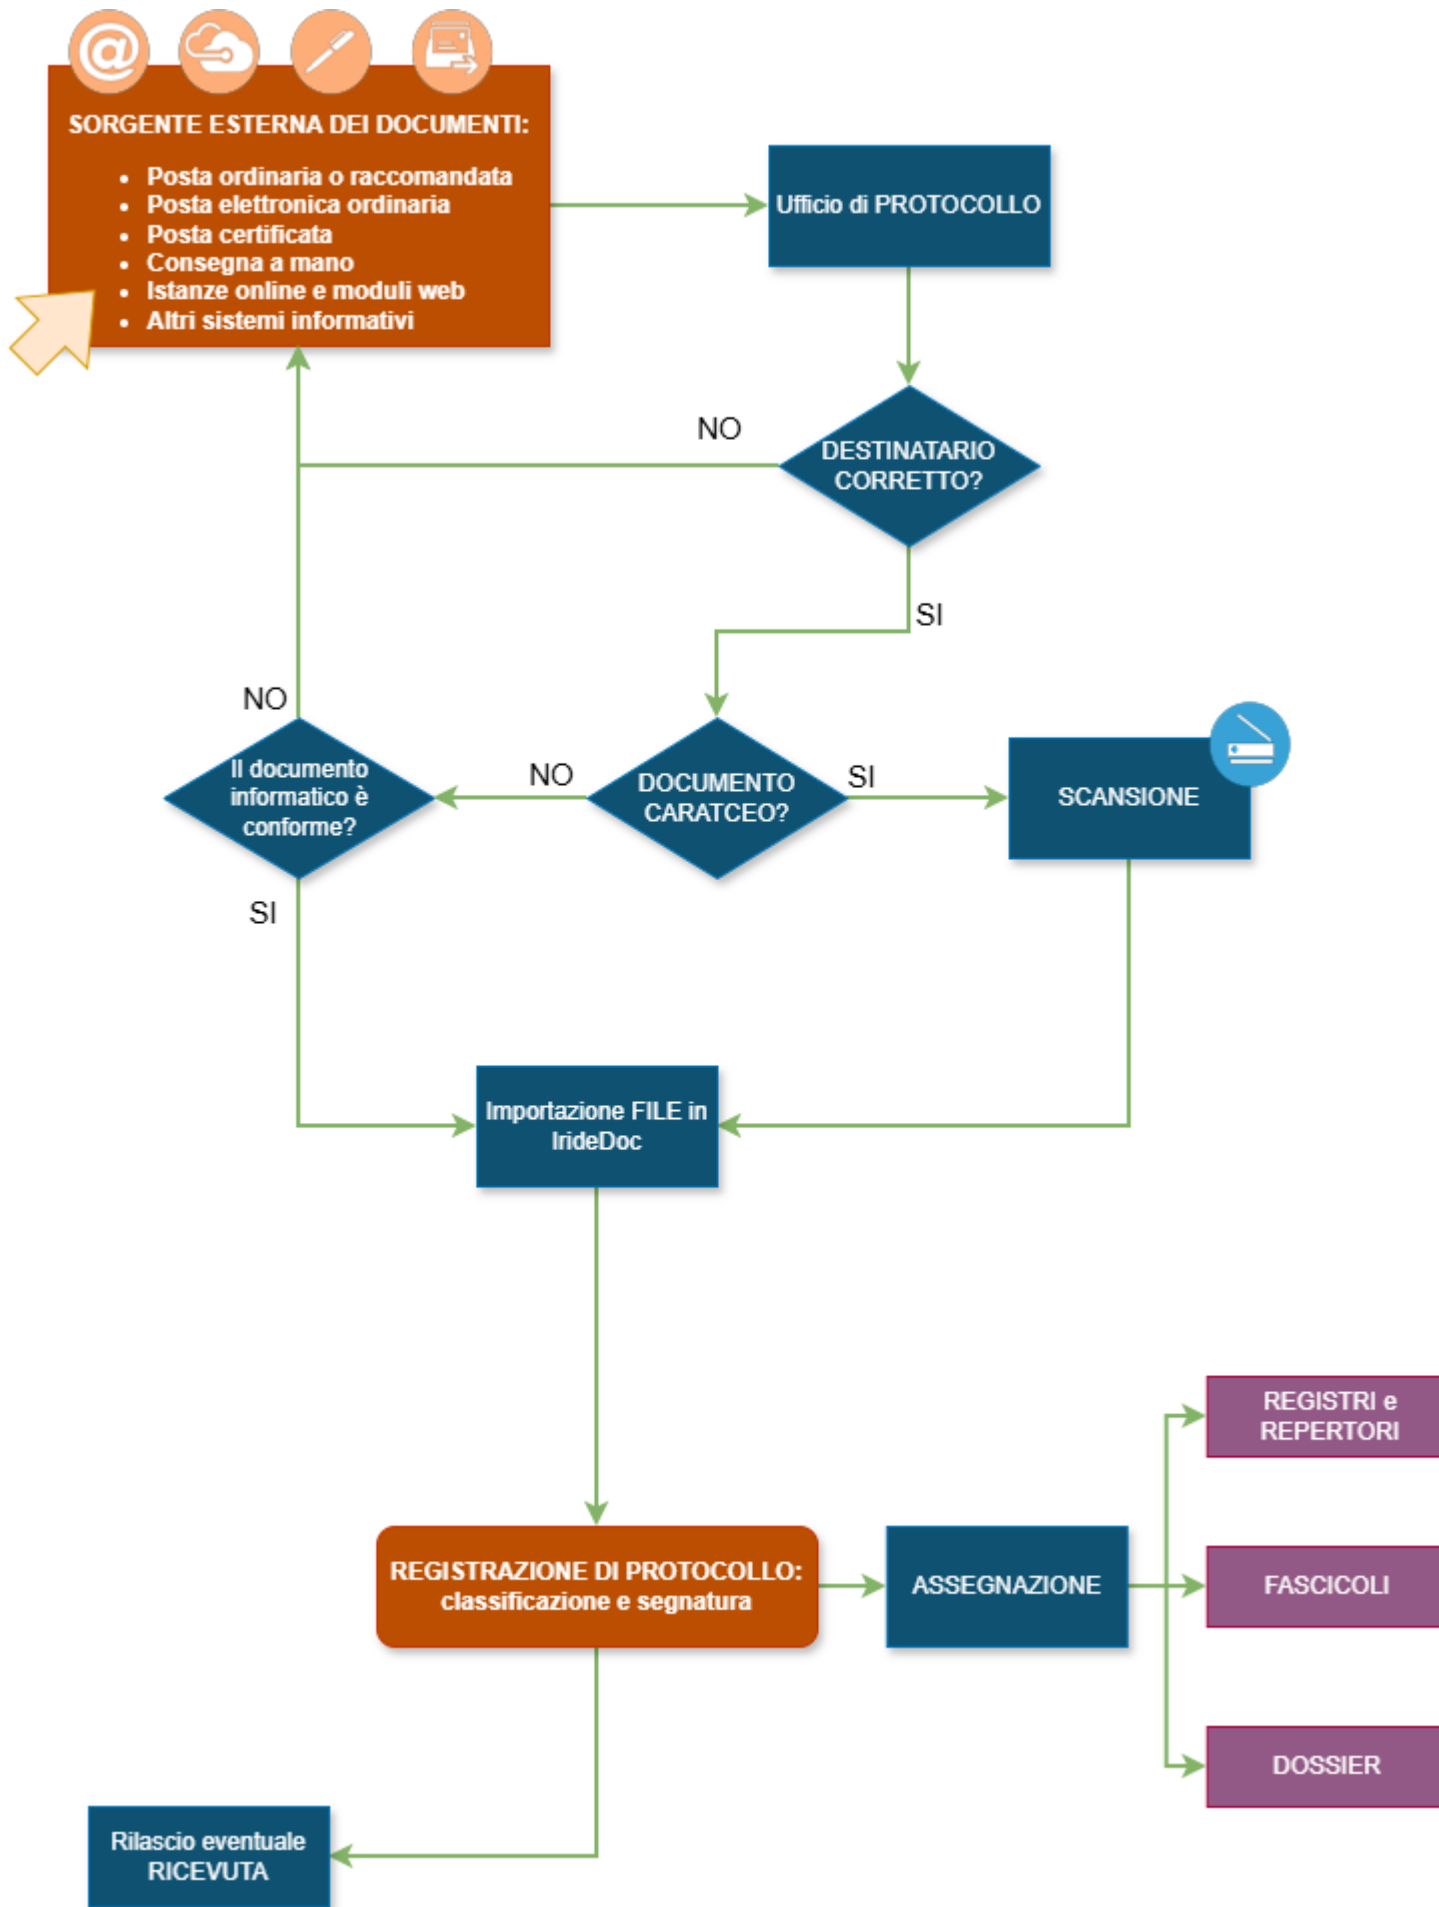 SORGENTE ESTERNA DEI DOCUMENTI:
• Posta ordinaria o raccomandata
• Posta elettronica ordinaria
• Posta certificata
• Consegna a mano
• Istanze online e moduli web
• Altri sistemi informativi
Ufficio di PROTOCOLLO
NO
DESTINATARIO
CORRETTO?
SI
NO
Il documento
informatico è
conforme?
NO
DOCUMENTO
CARATCEO?
SI
SCANSIONE
SI
Importazione FILE in
IrideDoc
REGISTRAZIONE DI PROTOCOLLO:
classificazione e segnatura
ASSEGNAZIONE
REGISTRI e
REPERTORI
FASCICOLI
DOSSIER
Rilascio eventuale
RICEVUTA